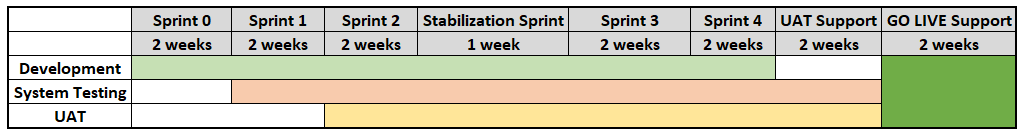 Sprint 0 Sprint 1 Sprint 2 Stabilization Sprint Sprint 3 Sprint 4 UAT Support GO LIVE Support
2 weeks 2 weeks 2 weeks 1 week 2 weeks 2 weeks 2 weeks 2 weeks
Development
System Testing
UAT